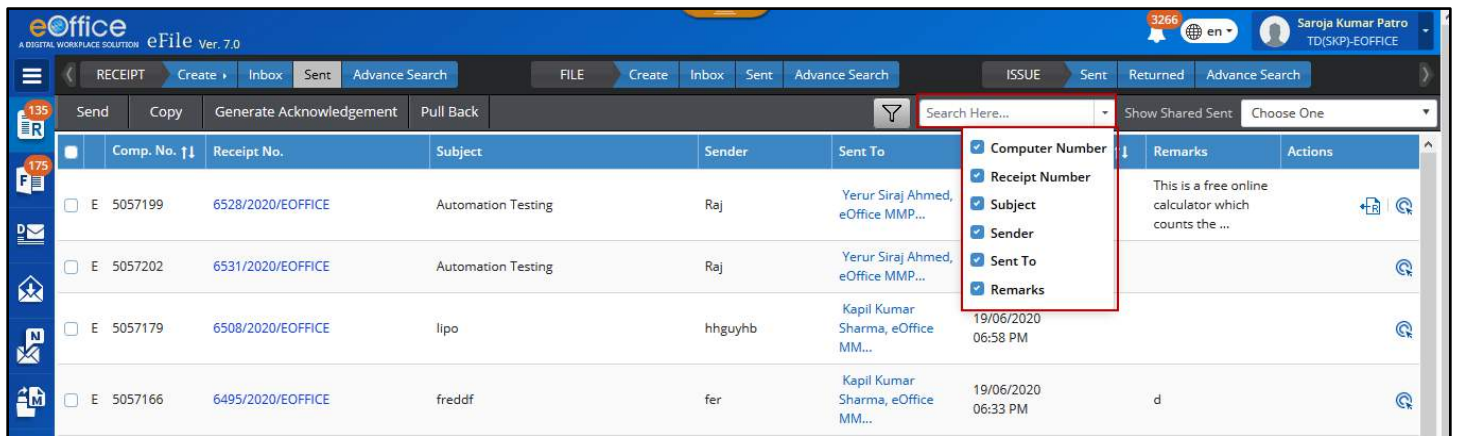 eOffice
A DIGITAL WORKPLACE SOLUTION eFile Ver. 7.0
3266
en
Saroja Kumar Patro
TD(SKP)-EOFFICE
RECEIPT Create Inbox Sent Advance Search FILE Create Inbox Sent Advance Search ISSUE Sent Returned Advance Search
135
R
Send Copy Generate Acknowledgement Pull Back Search Here... Show Shared Sent Choose One
Comp. No. Receipt No. Subject Sender Sent To Remarks Actions
Computer Number
Receipt Number
Subject
Sender
Sent To
Remarks
175
F
E 5057199 6528/2020/EOFFICE Automation Testing Raj Yerur Siraj Ahmed,
eOffice MMP...
This is a free online
calculator which
counts the ...
R
D
E 5057202 6531/2020/EOFFICE Automation Testing Raj Yerur Siraj Ahmed,
eOffice MMP...
N
E 5057179 6508/2020/EOFFICE lipo hhguyhb Kapil Kumar
Sharma, eOffice
MM...
19/06/2020
06:58 PM
M
E 5057166 6495/2020/EOFFICE freddf fer Kapil Kumar
Sharma, eOffice
MM...
19/06/2020
06:33 PM
d